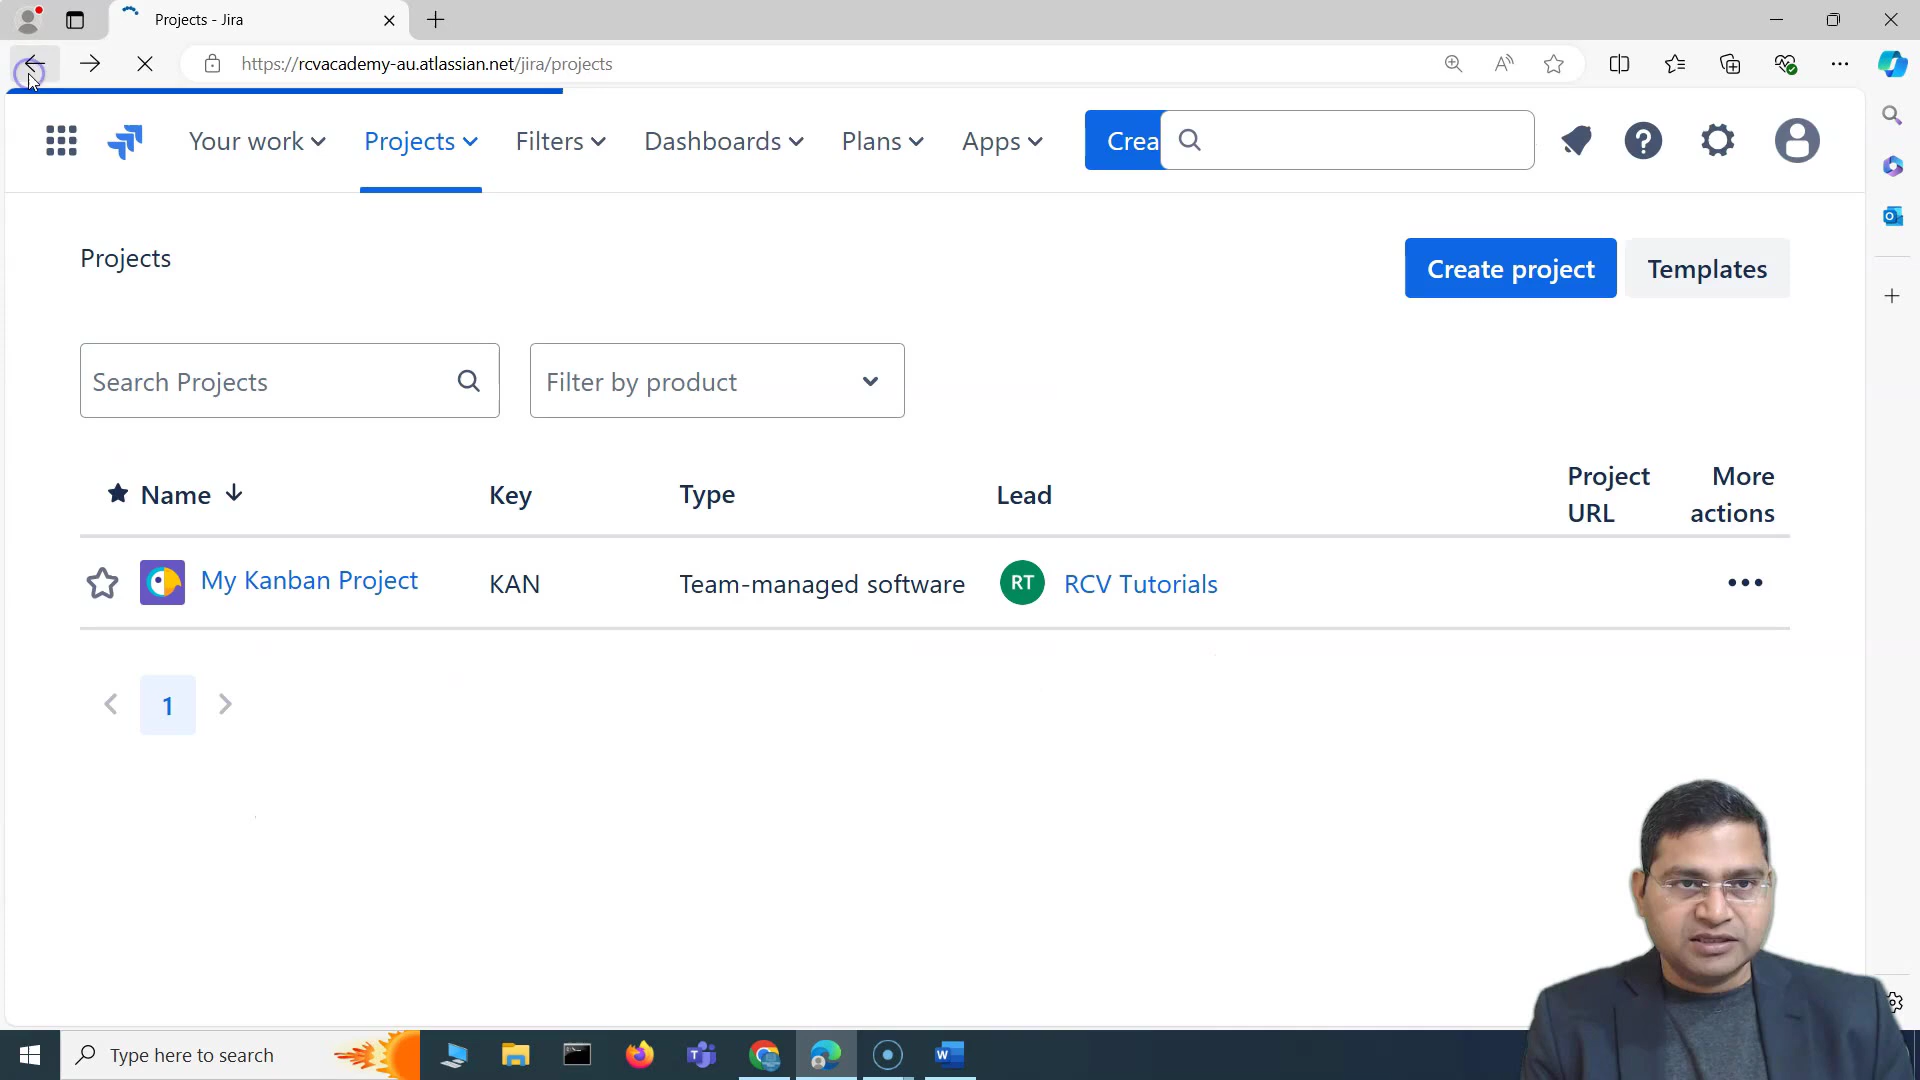 Projects - Jira
https://rcvacademy-au.atlassian.net/jira/projects
Your work Projects Filters Dashboards Plans Apps Crea
Projects
Create project Templates
Search Projects Filter by product
Name Key Type Lead Project URL More actions
My Kanban Project KAN Team-managed software RT RCV Tutorials
1
Type here to search